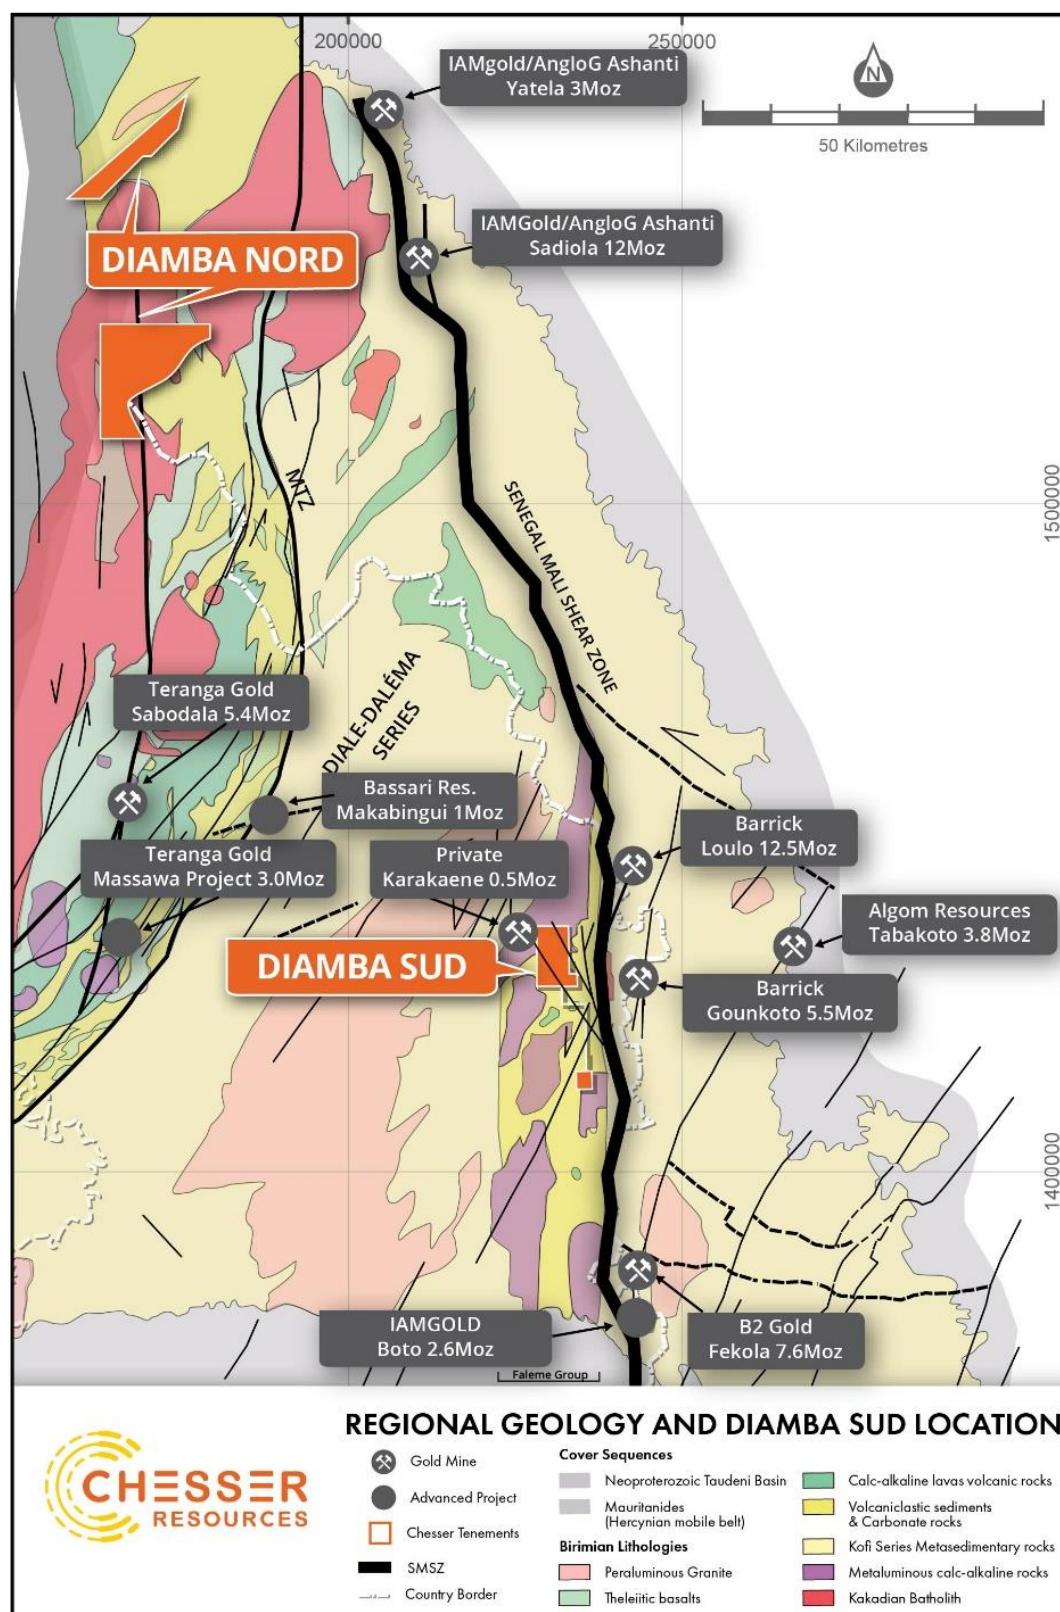 200000
250000
IAMgold/AngloG Ashanti
Yatela 3Moz
N
50 Kilometres
IAMGold/AngloG Ashanti
Sadiola 12Moz
DIAMBA NORD
MTZ
SENEGAL MALI SHEAR ZONE
1500000
DIALE-DALÉMA
SERIES
Teranga Gold
Sabodala 5.4Moz
Bassari Res.
Makabingui 1Moz
Teranga Gold
Massawa Project 3.0Moz
Private
Karakaene 0.5Moz
Barrick
Loulo 12.5Moz
Algom Resources
Tabakoto 3.8Moz
DIAMBA SUD
Barrick
Gounkoto 5.5Moz
1400000
IAMGOLD
Boto 2.6Moz
B2 Gold
Fekola 7.6Moz
Faleme Group
REGIONAL GEOLOGY AND DIAMBA SUD LOCATION
CHESSER
RESOURCES
Gold Mine
Advanced Project
Chesser Tenements
SMSZ
Country Border
Cover Sequences
Neoproterozoic Taudeni Basin
Mauritanides
(Hercynian mobile belt)
Birimian Lithologies
Peraluminous Granite
Theleiitic basalts
Calc-alkaline lavas volcanic rocks
Volcaniclastic sediments
& Carbonate rocks
Kofi Series Metasedimentary rocks
Metaluminous calc-alkaline rocks
Kakadian Batholith